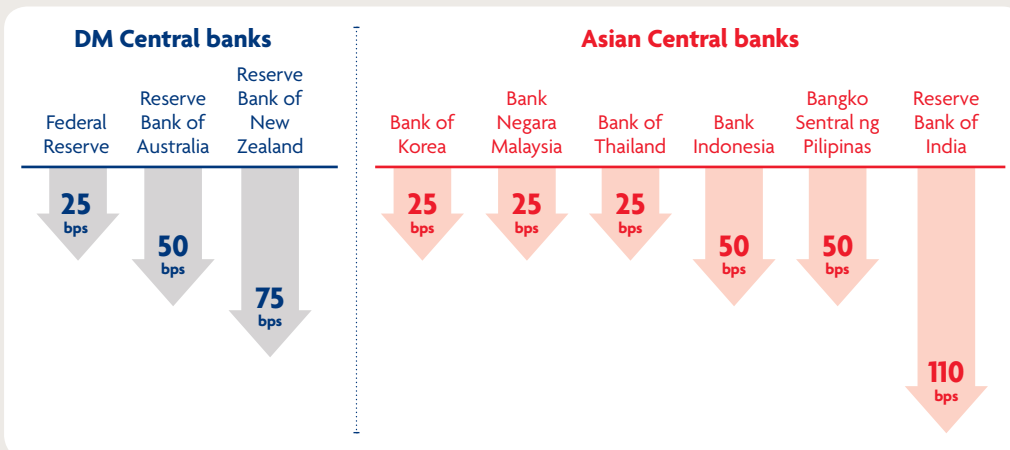 DM Central banks
Federal
Reserve
Reserve
Bank of
Australia
Reserve
Bank of
New
Zealand
25
bps
50
bps
75
bps
Asian Central banks
Bank of
Korea
Bank
Negara
Malaysia
Bank of
Thailand
Bank
Indonesia
Bangko
Sentral ng
Pilipinas
Reserve
Bank of
India
25
bps
25
bps
25
bps
50
bps
50
bps
110
bps